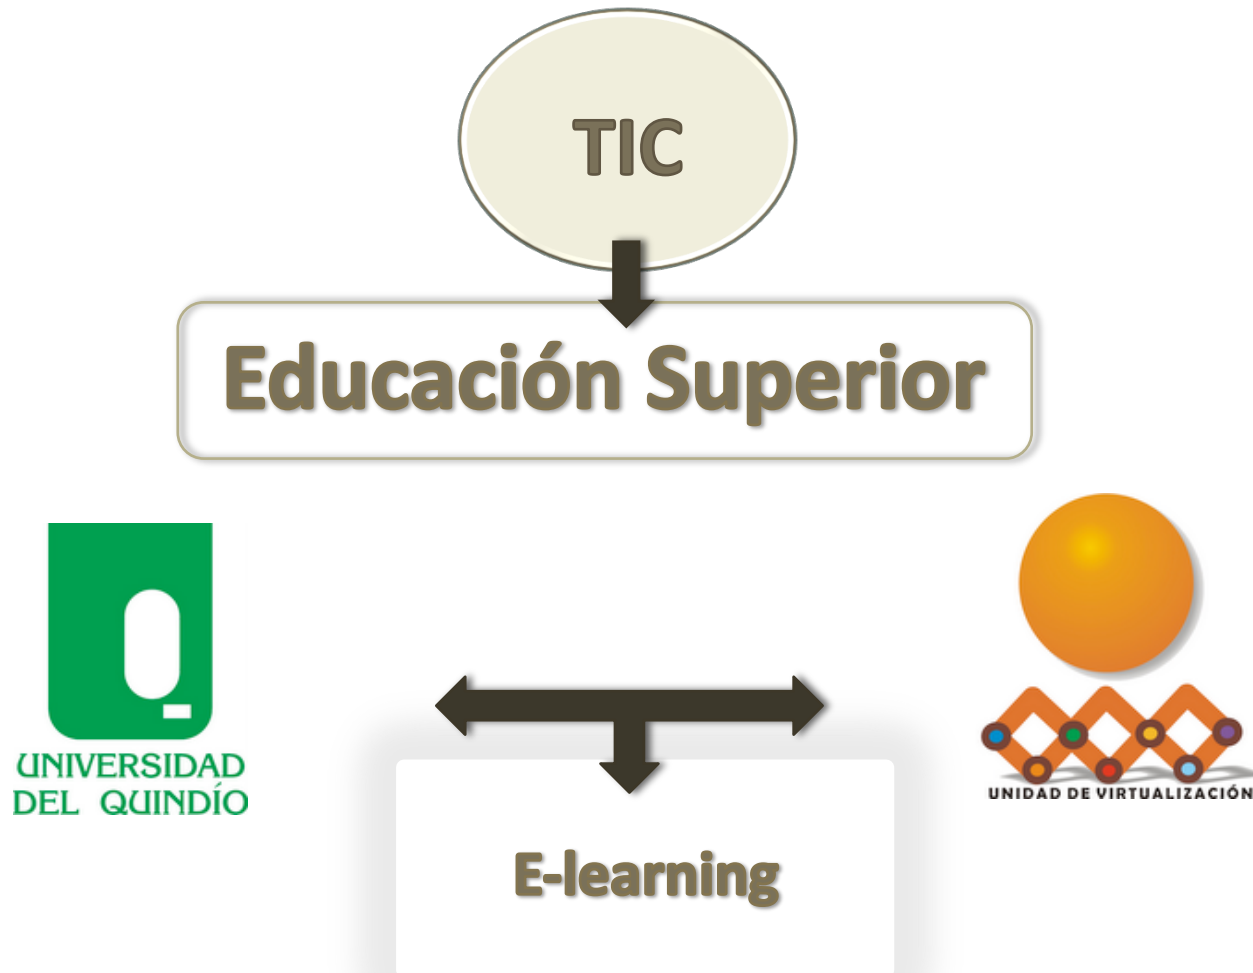 TIC
Educación Superior
UNIVERSIDAD
DEL QUINDÍO
UNIDAD DE VIRTUALIZACIÓN
E-learning